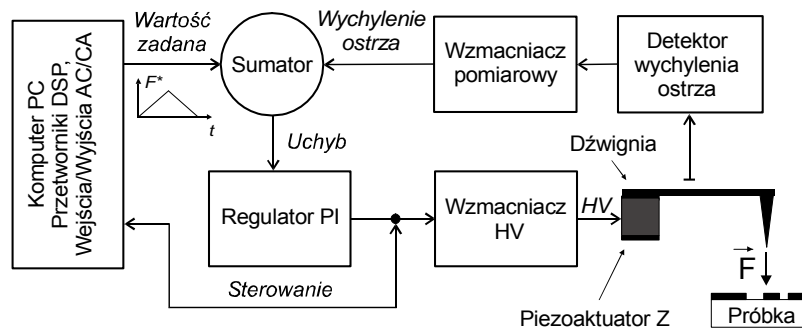 Komputer PC
Przetworniki DSP,
Wejścia/Wyjścia AC/CA
Wartość
zadana
F*
t
Sumator
Wychylenie
ostrza
Wzmacniacz
pomiarowy
Detektor
wychylenia
ostrza
Uchyb
Regulator PI
Sterowanie
Wzmacniacz
HV
HV
Dźwignia
Piezoaktuator Z
F
Próbka